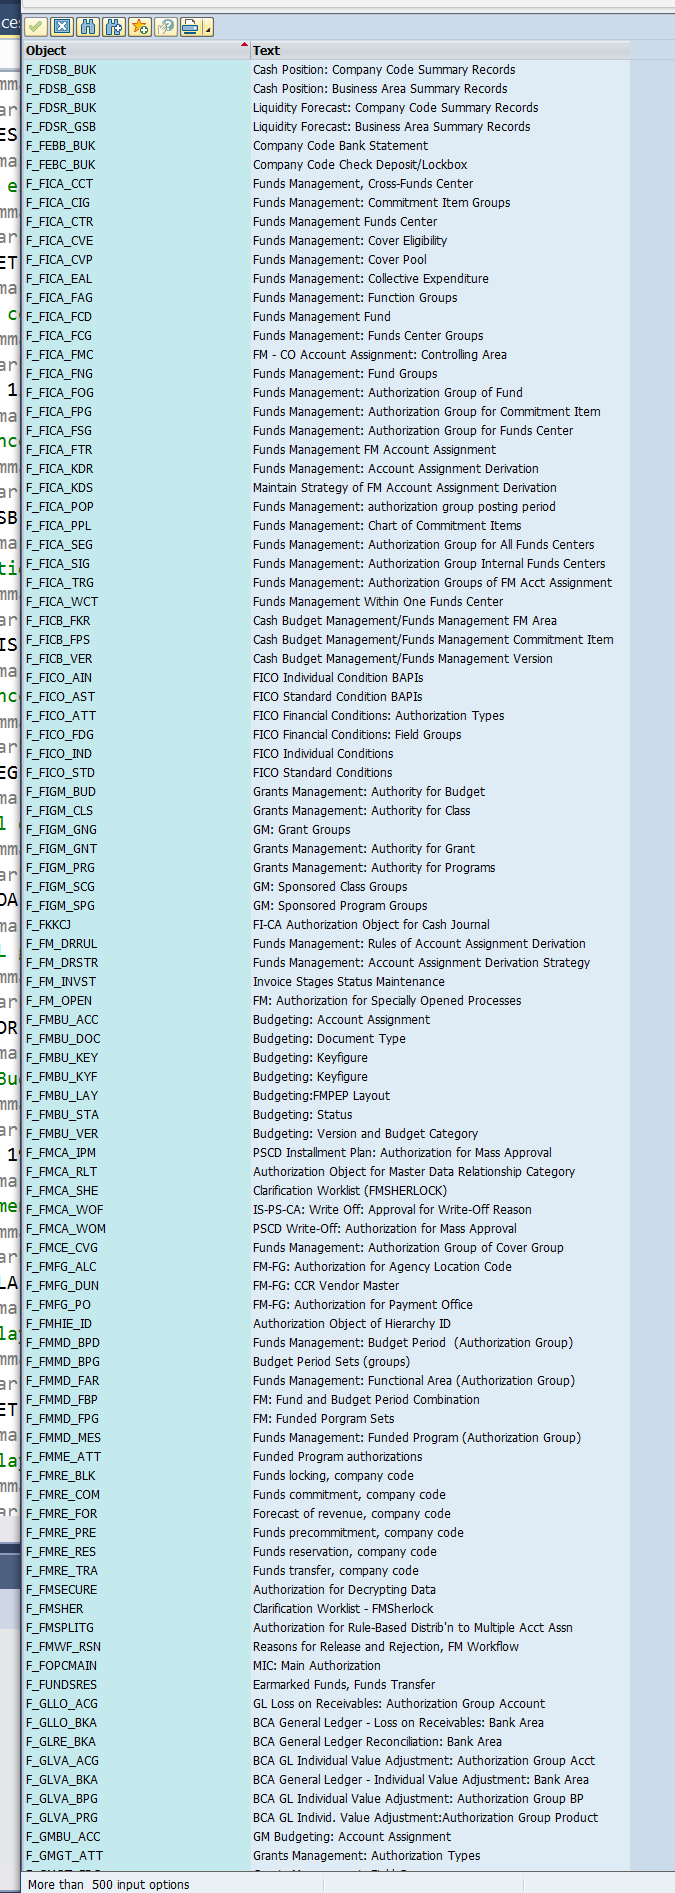 Object Text
F_FDSB_BUK Cash Position: Company Code Summary Records
F_FDSB_GSB Cash Position: Business Area Summary Records
F_FDSR_BUK Liquidity Forecast: Company Code Summary Records
F_FDSR_GSB Liquidity Forecast: Business Area Summary Records
F_FEBB_BUK Company Code Bank Statement
F_FEBC_BUK Company Code Check Deposit/Lockbox
F_FICA_CCT Funds Management, Cross-Funds Center
F_FICA_CIG Funds Management: Commitment Item Groups
F_FICA_CTR Funds Management Funds Center
F_FICA_CVE Funds Management: Cover Eligibility
F_FICA_CVP Funds Management: Cover Pool
F_FICA_EAL Funds Management: Collective Expenditure
F_FICA_FAG Funds Management: Function Groups
F_FICA_FCD Funds Management Fund
F_FICA_FCG Funds Management: Funds Center Groups
F_FICA_FMC FM - CO Account Assignment: Controlling Area
F_FICA_FNG Funds Management: Fund Groups
F_FICA_FOG Funds Management: Authorization Group of Fund
F_FICA_FPG Funds Management: Authorization Group for Commitment Item
F_FICA_FSG Funds Management: Authorization Group for Funds Center
F_FICA_FTR Funds Management FM Account Assignment
F_FICA_KDR Funds Management: Account Assignment Derivation
F_FICA_KDS Maintain Strategy of FM Account Assignment Derivation
F_FICA_POP Funds Management: authorization group posting period
F_FICA_PPL Funds Management: Chart of Commitment Items
F_FICA_SEG Funds Management: Authorization Group for All Funds Centers
F_FICA_SIG Funds Management: Authorization Group Internal Funds Centers
F_FICA_TRG Funds Management: Authorization Groups of FM Acct Assignment
F_FICA_WCT Funds Management Within One Funds Center
F_FICB_FKR Cash Budget Management/Funds Management FM Area
F_FICB_FPS Cash Budget Management/Funds Management Commitment Item
F_FICB_VER Cash Budget Management/Funds Management Version
F_FICO_AIN FICO Individual Condition BAPIs
F_FICO_AST FICO Standard Condition BAPIs
F_FICO_ATT FICO Financial Conditions: Authorization Types
F_FICO_FDG FICO Financial Conditions: Field Groups
F_FICO_IND FICO Individual Conditions
F_FICO_STD FICO Standard Conditions
F_FIGM_BUD Grants Management: Authority for Budget
F_FIGM_CLS Grants Management: Authority for Class
F_FIGM_GNG GM: Grant Groups
F_FIGM_GNT Grants Management: Authority for Grant
F_FIGM_PRG Grants Management: Authority for Programs
F_FIGM_SCG GM: Sponsored Class Groups
F_FIGM_SPG GM: Sponsored Program Groups
F_FKKCJ FI-CA Authorization Object for Cash Journal
F_FM_DRRUL Funds Management: Rules of Account Assignment Derivation
F_FM_DRSTR Funds Management: Account Assignment Derivation Strategy
F_FM_INVST Invoice Stages Status Maintenance
F_FM_OPEN FM: Authorization for Specially Opened Processes
F_FMBU_ACC Budgeting: Account Assignment
F_FMBU_DOC Budgeting: Document Type
F_FMBU_KEY Budgeting: Keyfigure
F_FMBU_KYF Budgeting: Keyfigure
F_FMBU_LAY Budgeting:FMPEP Layout
F_FMBU_STA Budgeting: Status
F_FMBU_VER Budgeting: Version and Budget Category
F_FMCA_IPM PSCD Installment Plan: Authorization for Mass Approval
F_FMCA_RLT Authorization Object for Master Data Relationship Category
F_FMCA_SHE Clarification Worklist (FMSHERLOCK)
F_FMCA_WOF IS-PS-CA: Write Off: Approval for Write-Off Reason
F_FMCA_WOM PSCD Write-Off: Authorization for Mass Approval
F_FMCE_CVG Funds Management: Authorization Group of Cover Group
F_FMFG_ALC FM-FG: Authorization for Agency Location Code
F_FMFG_DUN FM-FG: CCR Vendor Master
F_FMFG_PO FM-FG: Authorization for Payment Office
F_FMHIE_ID Authorization Object of Hierarchy ID
F_FMMD_BPD Funds Management: Budget Period (Authorization Group)
F_FMMD_BPG Budget Period Sets (groups)
F_FMMD_FAR Funds Management: Functional Area (Authorization Group)
F_FMMD_FBP FM: Fund and Budget Period Combination
F_FMMD_FPG FM: Funded Porgram Sets
F_FMMD_MES Funds Management: Funded Program (Authorization Group)
F_FMME_ATT Funded Program authorizations
F_FMRE_BLK Funds locking, company code
F_FMRE_COM Funds commitment, company code
F_FMRE_FOR Forecast of revenue, company code
F_FMRE_PRE Funds precommitment, company code
F_FMRE_RES Funds reservation, company code
F_FMRE_TRA Funds transfer, company code
F_FMSECURE Authorization for Decrypting Data
F_FMSHER Clarification Worklist - FMSherlock
F_FMSPLITG Authorization for Rule-Based Distrib'n to Multiple Acct Assn
F_FMWF_RSN Reasons for Release and Rejection, FM Workflow
F_FOPCMAIN MIC: Main Authorization
F_FUNDSRES Earmarked Funds, Funds Transfer
F_GLLO_ACG GL Loss on Receivables: Authorization Group Account
F_GLLO_BKA BCA General Ledger - Loss on Receivables: Bank Area
F_GLRE_BKA BCA General Ledger Reconciliation: Bank Area
F_GLVA_ACG BCA GL Individual Value Adjustment: Authorization Group Acct
F_GLVA_BKA BCA General Ledger - Individual Value Adjustment: Bank Area
F_GLVA_BPG BCA GL Individual Value Adjustment: Authorization Group BP
F_GLVA_PRG BCA GL Individ. Value Adjustment:Authorization Group Product
F_GMBU_ACC GM Budgeting: Account Assignment
F_GMGT_ATT Grants Management: Authorization Types
More than 500 input options